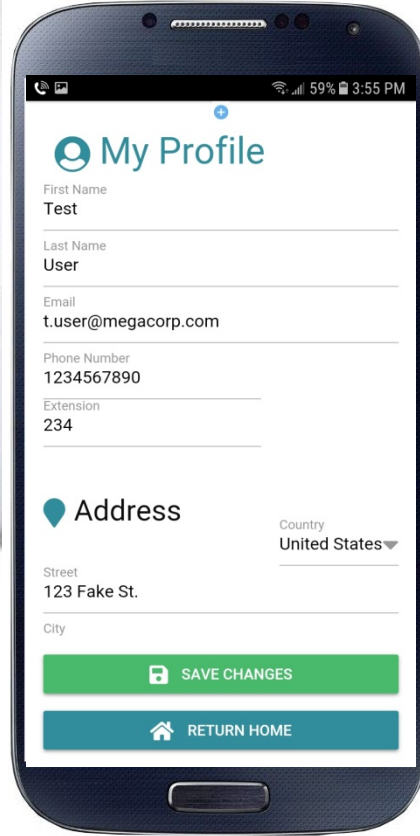 59% 3:55 PM
My Profile
First Name
Test
Last Name
User
Email
t.user@megacorp.com
Phone Number
1234567890
Extension
234
Address
Country
United States
Street
123 Fake St.
City
SAVE CHANGES
RETURN HOME